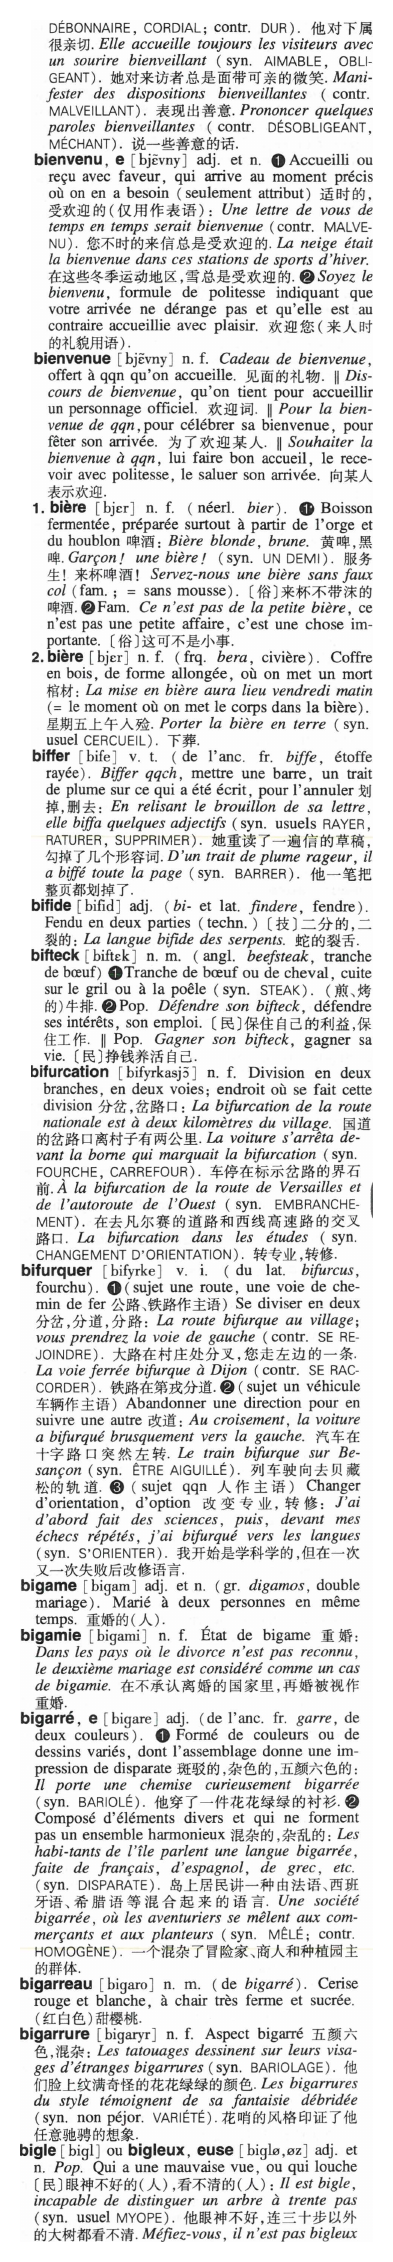 DÉBONNAIRE, CORDIAL; contr. DUR). 他对下属
很亲切. Elle accueille toujours les visiteurs avec
un sourire bienveillant (syn. AIMABLE, OBLI-
GEANT). 她对来访者总是面带可亲的微笑. Mani-
fester des dispositions bienveillantes (contr.
MALVEILLANT). 表现出善意. Prononcer quelques
paroles bienveillantes (contr. DÉSOBLIGEANT,
MÉCHANT). 说一些善意的话.
bienvenu, e [bjɛ̃vny] adj. et n. ❶ Accueilli ou
reçu avec faveur, qui arrive au moment précis
où on en a besoin (seulement attribut) 适时的,
受欢迎的(仅用作表语): Une lettre de vous de
temps en temps serait bienvenue (contr. MALVE-
NU). 您不时的来信总是受欢迎的. La neige était
la bienvenue dans ces stations de sports d'hiver.
在这些冬季运动地区,雪总是受欢迎的. ❷ Soyez le
bienvenu, formule de politesse indiquant que
votre arrivée ne dérange pas et qu'elle est au
contraire accueillie avec plaisir. 欢迎您(来人时
的礼貌用语).
bienvenue [bjɛ̃vny] n. f. Cadeau de bienvenue,
offert à qqn qu'on accueille. 见面的礼物. ‖ Dis-
cours de bienvenue, qu'on tient pour accueillir
un personnage officiel. 欢迎词. ‖ Pour la bien-
venue de qqn, pour célébrer sa bienvenue, pour
fêter son arrivée. 为了欢迎某人. ‖ Souhaiter la
bienvenue à qqn, lui faire bon accueil, le rece-
voir avec politesse, le saluer son arrivée. 向某人
表示欢迎.
1. bière [bjɛr] n. f. (néerl. bier). ❶ Boisson
fermentée, préparée surtout à partir de l'orge et
du houblon 啤酒: Bière blonde, brune. 黄啤,黑
啤. Garçon! une bière! (syn. UN DEMI). 服务
生! 来杯啤酒! Servez-nous une bière sans faux
col (fam.; = sans mousse). 〔俗〕来杯不带沫的
啤酒. ❷ Fam. Ce n'est pas de la petite bière, ce
n'est pas une petite affaire, c'est une chose im-
portante. 〔俗〕这可不是小事.
2. bière [bjɛr] n. f. (frq. bera, civière). Coffre
en bois, de forme allongée, où on met un mort
棺材: La mise en bière aura lieu vendredi matin
(= le moment où on met le corps dans la bière).
星期五上午入殓. Porter la bière en terre (syn.
usuel CERCUEIL). 下葬.
biffer [bife] v. t. (de l'anc. fr. biffe, étoffe
rayée). Biffer qqch, mettre une barre, un trait
de plume sur ce qui a été écrit, pour l'annuler 划
掉,删去: En relisant le brouillon de sa lettre,
elle biffa quelques adjectifs (syn. usuels RAYER,
RATURER, SUPPRIMER). 她重读了一遍信的草稿,
勾掉了几个形容词. D'un trait de plume rageur, il
a biffé toute la page (syn. BARRER). 他一笔把
整页都划掉了.
bifide [bifid] adj. (bi- et lat. findere, fendre).
Fendu en deux parties (techn.) 〔技〕二分的,二
裂的: La langue bifide des serpents. 蛇的裂舌.
bifteck [biftɛk] n. m. (angl. beefsteak, tranche
de bœuf) ❶ Tranche de bœuf ou de cheval, cuite
sur le gril ou à la poêle (syn. STEAK). (煎、烤
的)牛排. ❷ Pop. Défendre son bifteck, défendre
ses intérêts, son emploi. 〔民〕保住自己的利益,保
住工作. ‖ Pop. Gagner son bifteck, gagner sa
vie. 〔民〕挣钱养活自己.
bifurcation [bifyrkasjɔ̃] n. f. Division en deux
branches, en deux voies; endroit où se fait cette
division 分岔,岔路口: La bifurcation de la route
nationale est à deux kilomètres du village. 国道
的岔路口离村子有两公里. La voiture s'arrêta de-
vant la borne qui marquait la bifurcation (syn.
FOURCHE, CARREFOUR). 车停在标示岔路的界石
前. À la bifurcation de la route de Versailles et
de l'autoroute de l'Ouest (syn. EMBRANCHE-
MENT). 在去凡尔赛的道路和西线高速路的交叉
路口. La bifurcation dans les études (syn.
CHANGEMENT D'ORIENTATION). 转专业,转修.
bifurquer [bifyrke] v. i. (du lat. bifurcus,
fourchu). ❶ (sujet une route, une voie de che-
min de fer 公路、铁路作主语) Se diviser en deux
分岔,分道,分路: La route bifurque au village;
vous prendrez la voie de gauche (contr. SE RE-
JOINDRE). 大路在村庄处分叉,您走左边的一条.
La voie ferrée bifurque à Dijon (contr. SE RAC-
CORDER). 铁路在第戎分道. ❷ (sujet un véhicule
车辆作主语) Abandonner une direction pour en
suivre une autre 改道: Au croisement, la voiture
a bifurqué brusquement vers la gauche. 汽车在
十字路口突然左转. Le train bifurque sur Be-
sançon (syn. ÊTRE AIGUILLÉ). 列车驶向去贝藏
松的轨道. ❸ (sujet qqn 人作主语) Changer
d'orientation, d'option 改变专业,转修: J'ai
d'abord fait des sciences, puis, devant mes
échecs répétés, j'ai bifurqué vers les langues
(syn. S'ORIENTER). 我开始是学科学的,但在一次
又一次失败后改修语言.
bigame [bigam] adj. et n. (gr. digamos, double
mariage). Marié à deux personnes en même
temps. 重婚的(人).
bigamie [bigami] n. f. État de bigame 重婚:
Dans les pays où le divorce n'est pas reconnu,
le deuxième mariage est considéré comme un cas
de bigamie. 在不承认离婚的国家里,再婚被视作
重婚.
bigarré, e [bigare] adj. (de l'anc. fr. garre, de
deux couleurs). ❶ Formé de couleurs ou de
dessins variés, dont l'assemblage donne une im-
pression de disparate 斑驳的,杂色的,五颜六色的:
Il porte une chemise curieusement bigarrée
(syn. BARIOLÉ). 他穿了一件花花绿绿的衬衫. ❷
Composé d'éléments divers et qui ne forment
pas un ensemble harmonieux 混杂的,杂乱的: Les
habi-tants de l'île parlent une langue bigarrée,
faite de français, d'espagnol, de grec, etc.
(syn. DISPARATE). 岛上居民讲一种由法语、西班
牙语、希腊语等混合起来的语言. Une société
bigarrée, où les aventuriers se mêlent aux com-
merçants et aux planteurs (syn. MÊLÉ; contr.
HOMOGÈNE). 一个混杂了冒险家、商人和种植园主
的群体.
bigarreau [bigaro] n. m. (de bigarré). Cerise
rouge et blanche, à chair très ferme et sucrée.
(红白色)甜樱桃.
bigarrure [bigaryr] n. f. Aspect bigarré 五颜六
色,混杂: Les tatouages dessinent sur leurs visa-
ges d'étranges bigarrures (syn. BARIOLAGE). 他
们脸上纹满奇怪的花花绿绿的颜色. Les bigarrures
du style témoignent de sa fantaisie débridée
(syn. non péjor. VARIÉTÉ). 花哨的风格印证了他
任意驰骋的想象.
bigle [bigl] ou bigleux, euse [biglø,øz] adj. et
n. Pop. Qui a une mauvaise vue, ou qui louche
〔民〕眼神不好的(人),看不清的(人): Il est bigle,
incapable de distinguer un arbre à trente pas
(syn. usuel MYOPE). 他眼神不好,连三十步以外
的大树都看不清. Méfiez-vous, il n'est pas bigleux